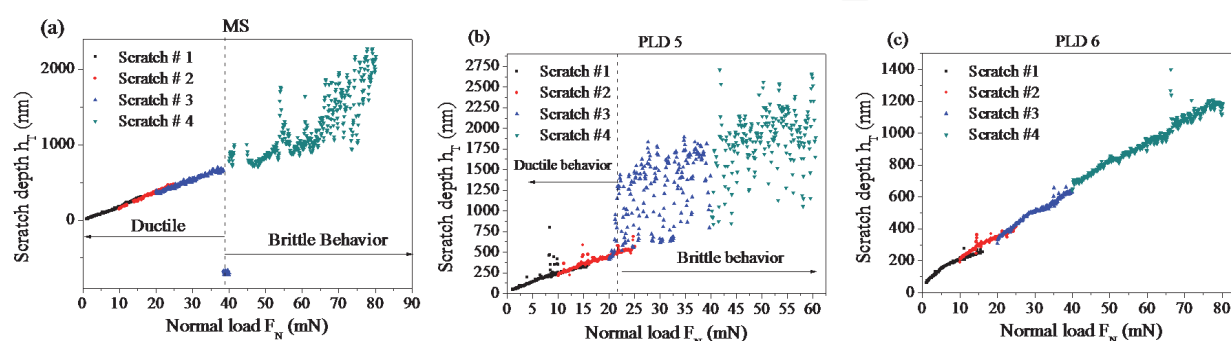 (a)
MS
Scratch # 1
Scratch # 2
Scratch # 3
Scratch # 4
Scratch depth h_T (nm)
2000
1000
0
Ductile
Brittle Behavior
0 10 20 30 40 50 60 70 80 90
Normal load F_N (mN)
(b)
PLD 5
Scratch #1
Scratch #2
Scratch #3
Scratch #4
Scratch depth h_T (nm)
2750
2500
2250
2000
1750
1500
1250
1000
750
500
250
0
Ductile behavior
Brittle behavior
0 5 10 15 20 25 30 35 40 45 50 55 60
Normal load F_N (mN)
(c)
PLD 6
Scratch #1
Scratch #2
Scratch #3
Scratch #4
Scratch depth h_T (nm)
1400
1200
1000
800
600
400
200
0
0 10 20 30 40 50 60 70 80
Normal load F_N (mN)